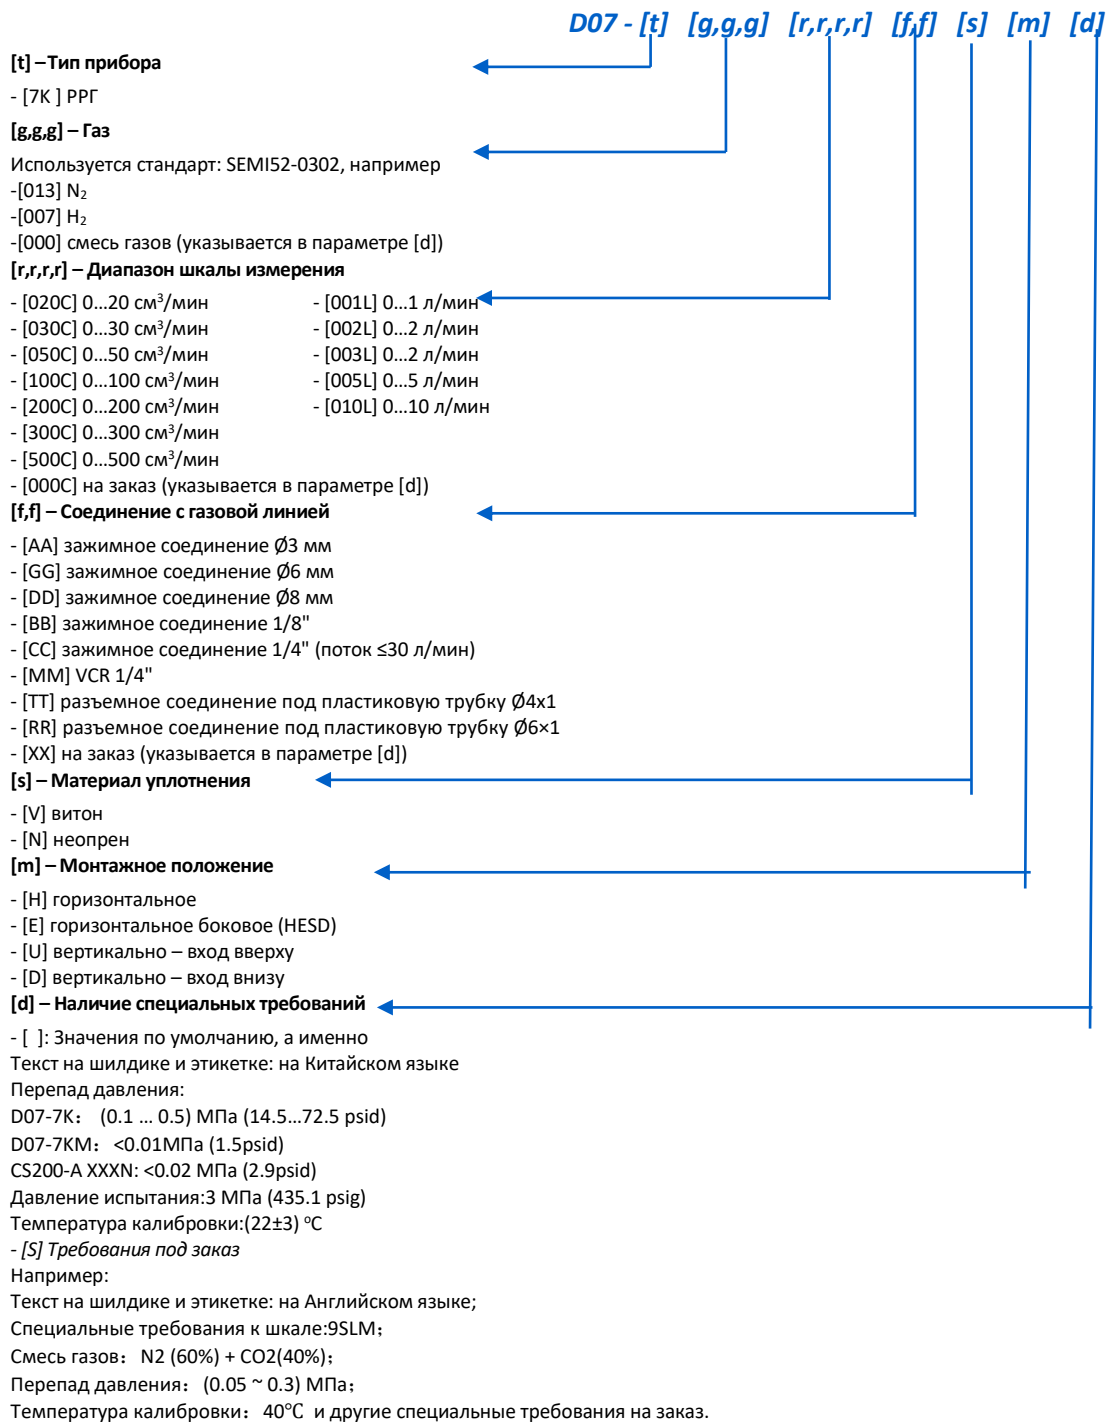 D07 - [t] [g,g,g] [r,r,r,r] [f,f] [s] [m] [d]
[t] – Тип прибора
- [7K ] РРГ
[g,g,g] – Газ
Используется стандарт: SEMI52-0302, например
-[013] N₂
-[007] H₂
-[000] смесь газов (указывается в параметре [d])
[r,r,r,r] – Диапазон шкалы измерения
- [020C] 0...20 см³/мин - [001L] 0...1 л/мин
- [030C] 0...30 см³/мин - [002L] 0...2 л/мин
- [050C] 0...50 см³/мин - [003L] 0...2 л/мин
- [100C] 0...100 см³/мин - [005L] 0...5 л/мин
- [200C] 0...200 см³/мин - [010L] 0...10 л/мин
- [300C] 0...300 см³/мин
- [500C] 0...500 см³/мин
- [000C] на заказ (указывается в параметре [d])
[f,f] – Соединение с газовой линией
- [AA] зажимное соединение Ø3 мм
- [GG] зажимное соединение Ø6 мм
- [DD] зажимное соединение Ø8 мм
- [BB] зажимное соединение 1/8"
- [CC] зажимное соединение 1/4" (поток ≤30 л/мин)
- [MM] VCR 1/4"
- [TT] разъемное соединение под пластиковую трубку Ø4x1
- [RR] разъемное соединение под пластиковую трубку Ø6×1
- [XX] на заказ (указывается в параметре [d])
[s] – Материал уплотнения
- [V] витон
- [N] неопрен
[m] – Монтажное положение
- [H] горизонтальное
- [E] горизонтальное боковое (HESD)
- [U] вертикально – вход вверху
- [D] вертикально – вход внизу
[d] – Наличие специальных требований
- [ ]: Значения по умолчанию, а именно
Текст на шилдике и этикетке: на Китайском языке
Перепад давления:
D07-7K： (0.1 ... 0.5) МПа (14.5...72.5 psid)
D07-7KM：<0.01МПа (1.5psid)
CS200-A XXXN: <0.02 МПа (2.9psid)
Давление испытания:3 МПа (435.1 psig)
Температура калибровки:(22±3) °C
- [S] Требования под заказ
Например:
Текст на шилдике и этикетке: на Английском языке;
Специальные требования к шкале:9SLM；
Смесь газов： N2 (60%) + CO2(40%)；
Перепад давления： (0.05 ~ 0.3) МПа；
Температура калибровки： 40℃ и другие специальные требования на заказ.